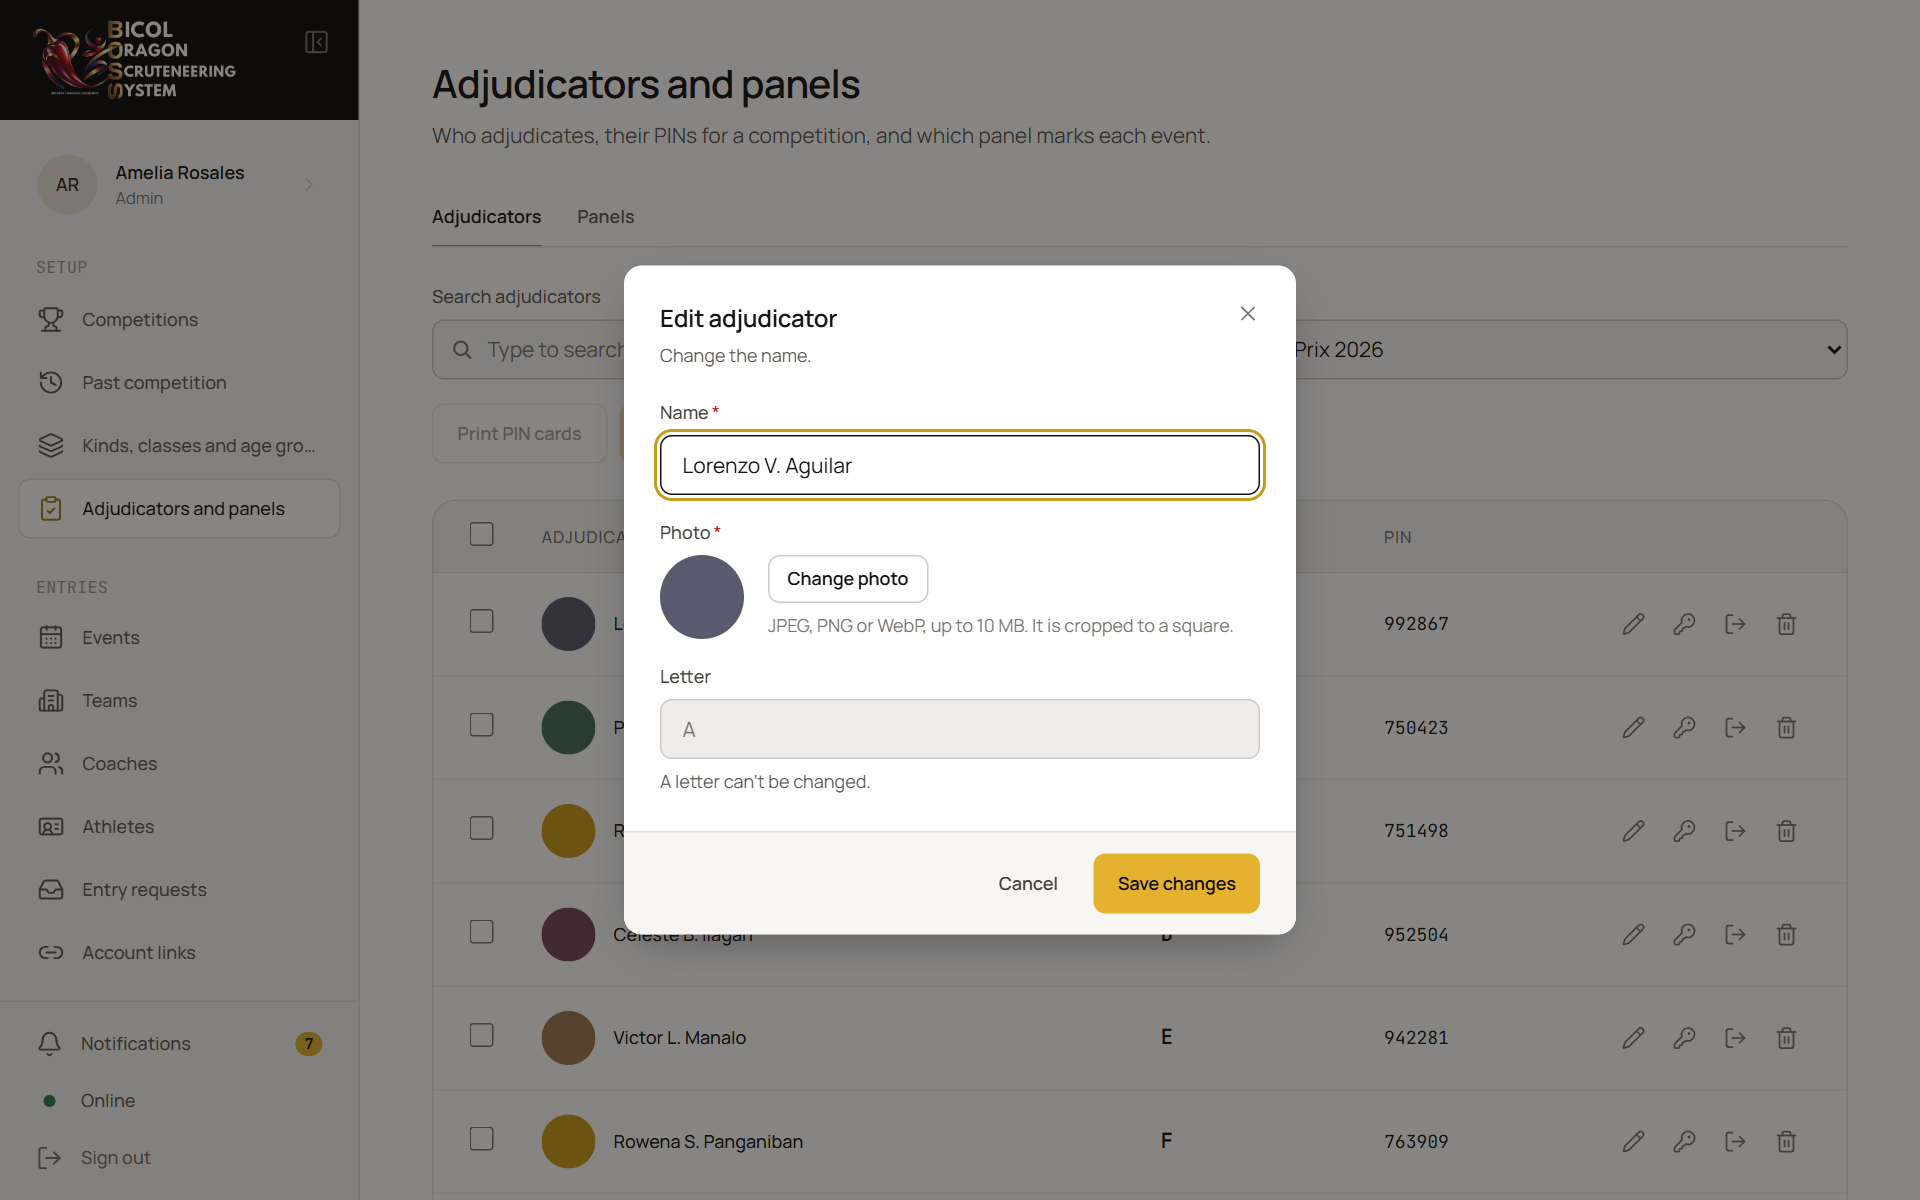 BICOL
DRAGON
SCRUTENEERING
SYSTEM
AR
Amelia Rosales
Admin
SETUP
Competitions
Past competition
Kinds, classes and age gro...
Adjudicators and panels
ENTRIES
Events
Teams
Coaches
Athletes
Entry requests
Account links
Notifications
7
Online
Sign out
Adjudicators and panels
Who adjudicates, their PINs for a competition, and which panel marks each event.
Adjudicators
Panels
Search adjudicators
Type to search
Prix 2026
Print PIN cards
PIN
992867
750423
751498
952504
Victor L. Manalo
E
942281
Rowena S. Panganiban
F
763909
Edit adjudicator
Change the name.
Name *
Lorenzo V. Aguilar
Photo *
Change photo
JPEG, PNG or WebP, up to 10 MB. It is cropped to a square.
Letter
A
A letter can't be changed.
Cancel
Save changes